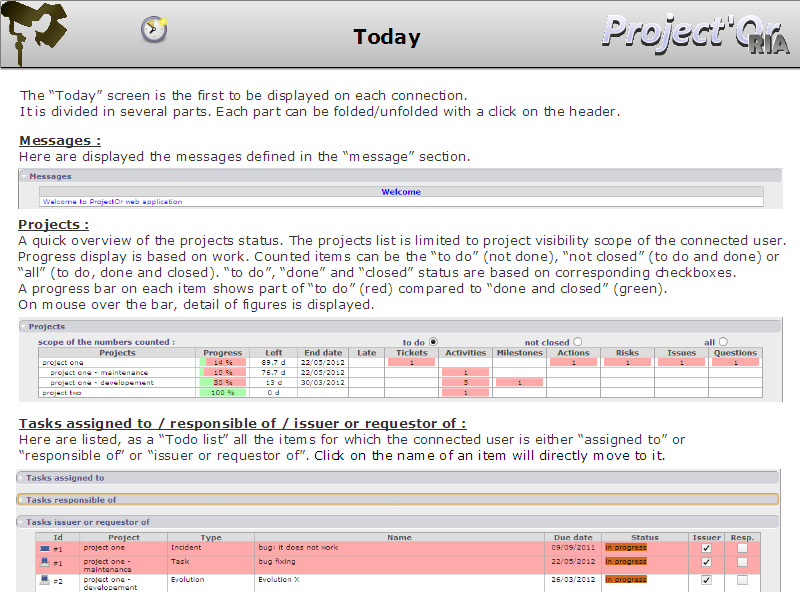 Today
Project'Or
RIA
The “Today” screen is the first to be displayed on each connection.
It is divided in several parts. Each part can be folded/unfolded with a click on the header.
Messages :
Here are displayed the messages defined in the “message” section.
Messages
Welcome
Welcome to ProjectOr web application
Projects :
A quick overview of the projects status. The projects list is limited to project visibility scope of the connected user.
Progress display is based on work. Counted items can be the “to do” (not done), “not closed” (to do and done) or
“all” (to do, done and closed). “to do”, “done” and “closed” status are based on corresponding checkboxes.
A progress bar on each item shows part of “to do” (red) compared to “done and closed” (green).
On mouse over the bar, detail of figures is displayed.
Projects
scope of the numbers counted : to do not closed all
Projects Progress Left End date Late Tickets Activities Milestones Actions Risks Issues Questions
project one 14 % 89.7 d 22/05/2012 1 1 1 1 1
project one - maintenance 10 % 76.7 d 22/05/2012 1
project one - developement 30 % 13 d 30/03/2012 5 1
project two 100 % 0 d 1
Tasks assigned to / responsible of / issuer or requestor of :
Here are listed, as a “Todo list” all the items for which the connected user is either “assigned to” or
“responsible of” or “issuer or requestor of”. Click on the name of an item will directly move to it.
Tasks assigned to
Tasks responsible of
Tasks issuer or requestor of
Id Project Type Name Due date Status Issuer Resp.
#1 project one Incident bug: it does not work 09/09/2011 in progress
#1 project one - maintenance Task bug fixing 22/05/2012 in progress
#2 project one - developement Evolution Evolution X 26/03/2012 in progress